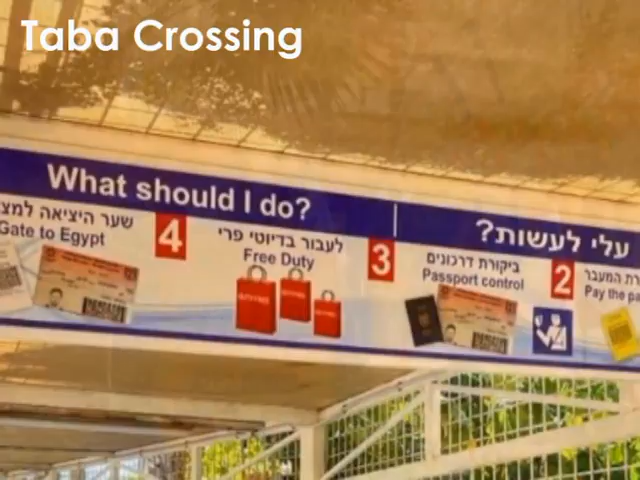 Taba Crossing
What should I do?
עלי לעשות?
שער היציאה
Gate to Egypt
4
לעבור בדיוטי פרי
Free Duty
3
ביקורת דרכונים
Passport control
2
המעבר
Pay the